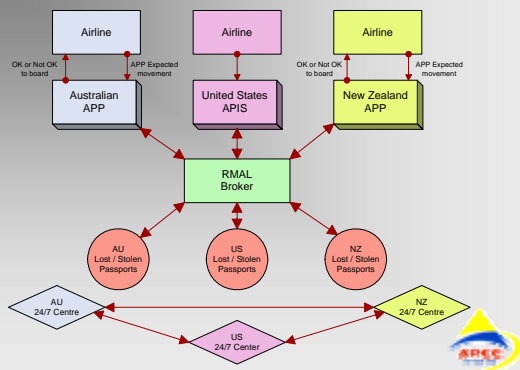 Airline
Airline
Airline
OK or Not OK
to board
APP Expected
movement
OK or Not OK
to board
APP Expected
movement
Australian
APP
United States
APIS
New Zealand
APP
RMAL
Broker
AU
Lost / Stolen
Passports
US
Lost / Stolen
Passports
NZ
Lost / Stolen
Passports
AU
24/7 Centre
NZ
24/7 Centre
US
24/7 Center
APEC